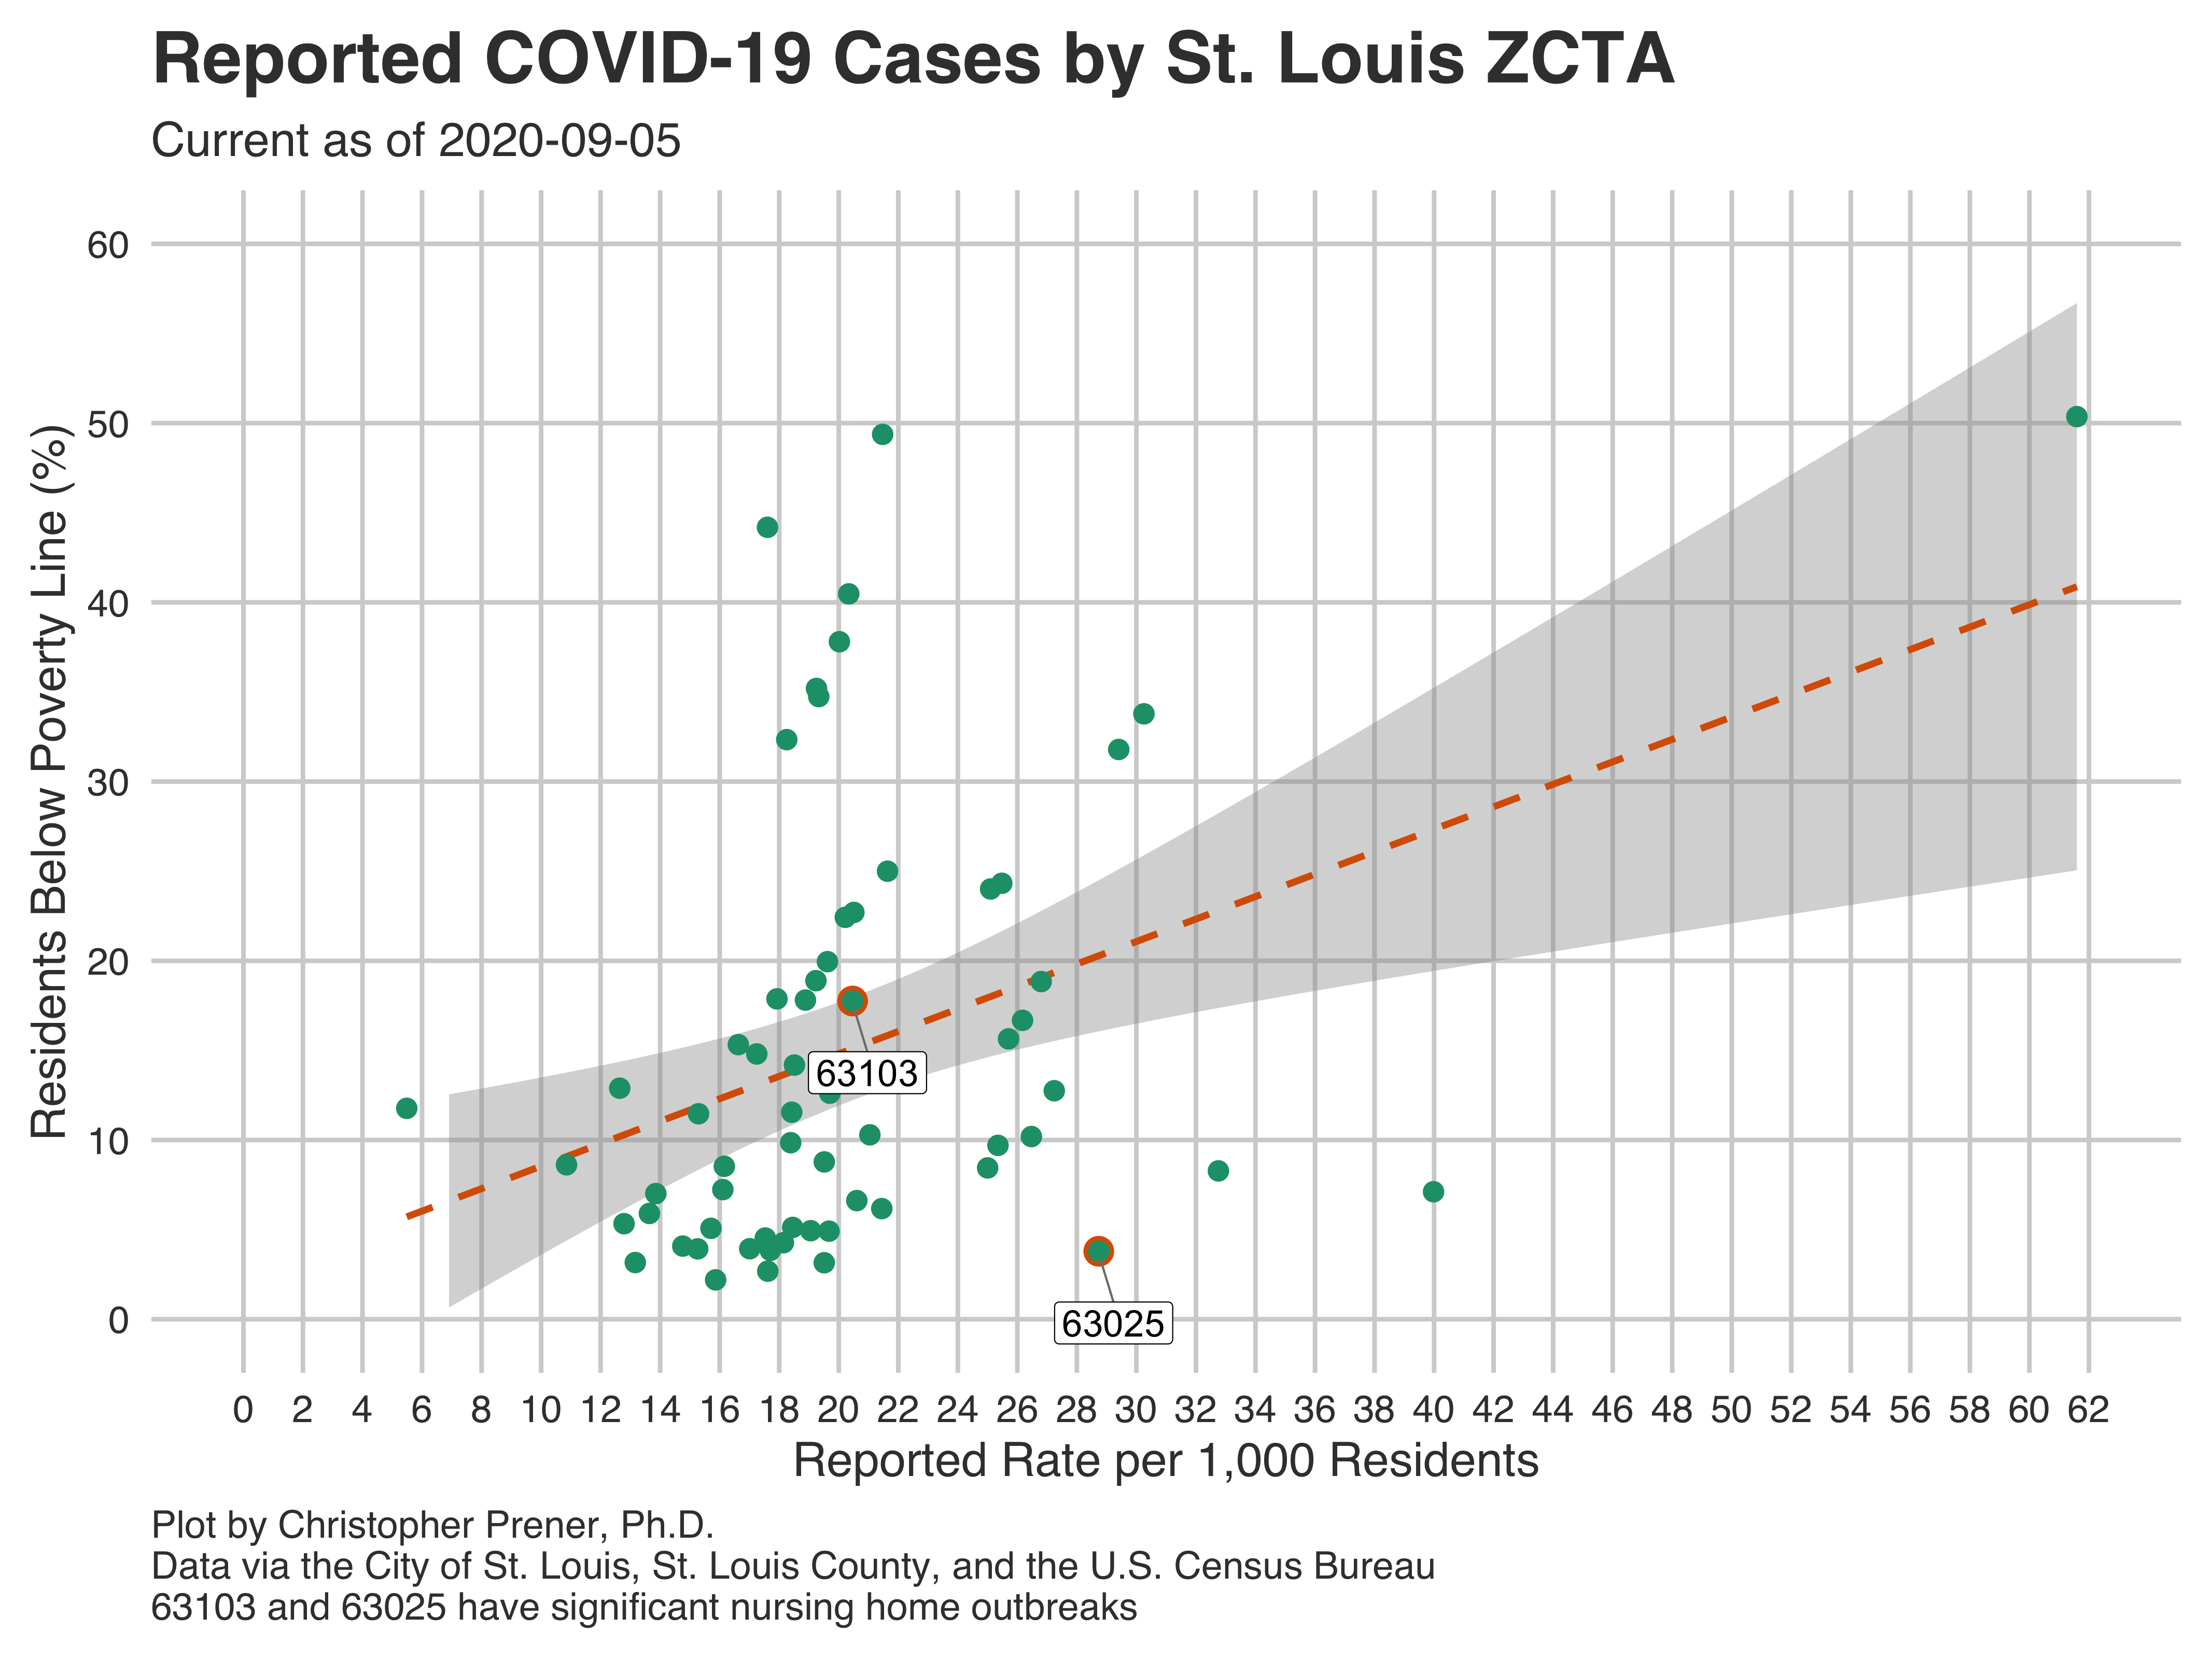 Reported COVID-19 Cases by St. Louis ZCTA
Current as of 2020-09-05
Residents Below Poverty Line (%)
60
50
40
30
20
10
0
63103
63025
0 2 4 6 8 10 12 14 16 18 20 22 24 26 28 30 32 34 36 38 40 42 44 46 48 50 52 54 56 58 60 62
Reported Rate per 1,000 Residents
Plot by Christopher Prener, Ph.D.
Data via the City of St. Louis, St. Louis County, and the U.S. Census Bureau
63103 and 63025 have significant nursing home outbreaks